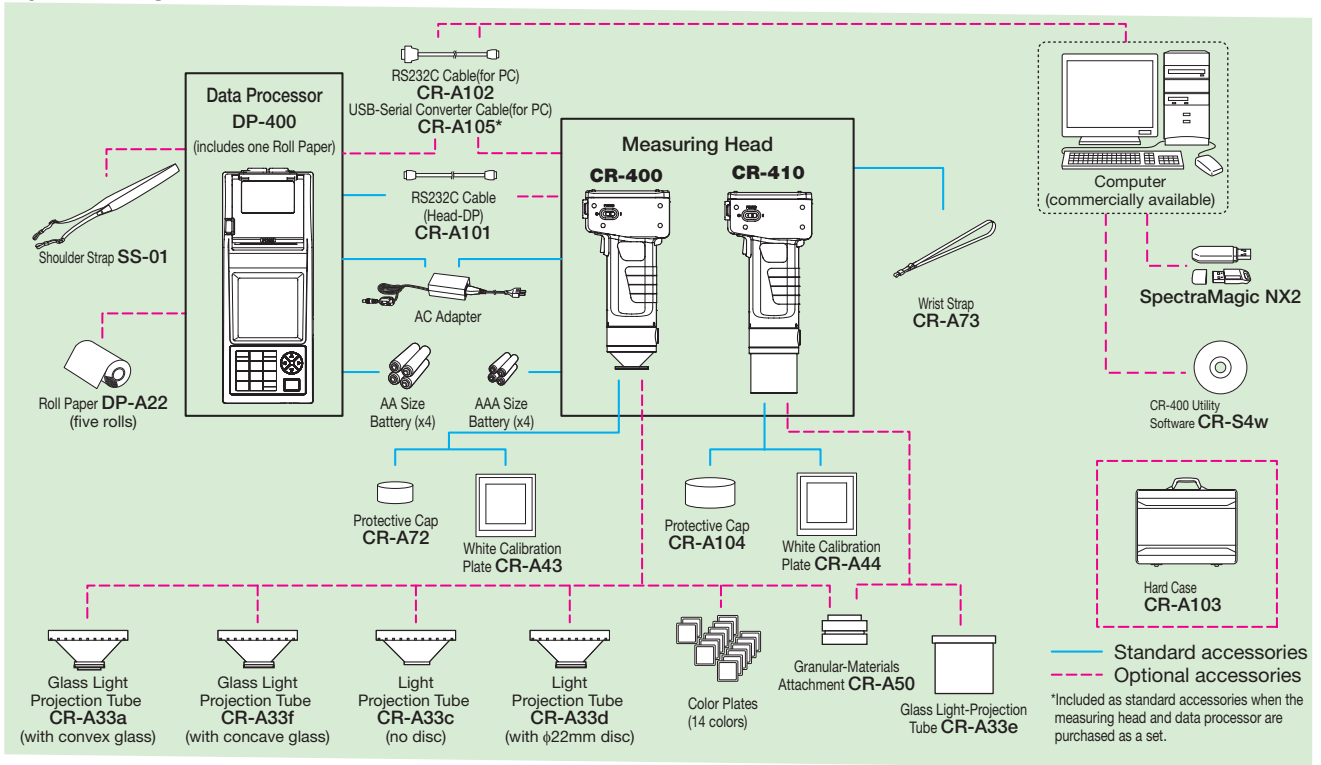 RS232C Cable(for PC)
CR-A102
USB-Serial Converter Cable(for PC)
CR-A105*
Data Processor
DP-400
(includes one Roll Paper)
Shoulder Strap SS-01
Roll Paper DP-A22
(five rolls)
RS232C Cable
(Head-DP)
CR-A101
AC Adapter
AA Size
Battery (x4)
AAA Size
Battery (x4)
Measuring Head
CR-400
CR-410
Wrist Strap
CR-A73
Computer
(commercially available)
SpectraMagic NX2
CR-400 Utility
Software CR-S4w
Protective Cap
CR-A72
White Calibration
Plate CR-A43
Protective Cap
CR-A104
White Calibration
Plate CR-A44
Hard Case
CR-A103
Glass Light
Projection Tube
CR-A33a
(with convex glass)
Glass Light
Projection Tube
CR-A33f
(with concave glass)
Light
Projection Tube
CR-A33c
(no disc)
Light
Projection Tube
CR-A33d
(with ϕ22mm disc)
Color Plates
(14 colors)
Granular-Materials
Attachment CR-A50
Glass Light-Projection
Tube CR-A33e
Standard accessories
Optional accessories
*Included as standard accessories when the
measuring head and data processor are
purchased as a set.